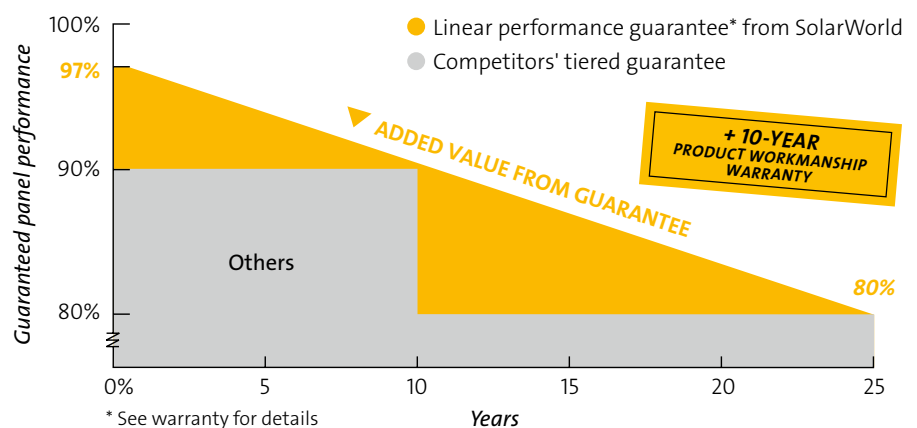 100%
Linear performance guarantee* from SolarWorld
Competitors' tiered guarantee
97%
Guaranteed panel performance
ADDED VALUE FROM GUARANTEE
+ 10-YEAR
PRODUCT WORKMANSHIP
WARRANTY
90%
Others
80%
80%
0% 5 10 15 20 25
* See warranty for details
Years